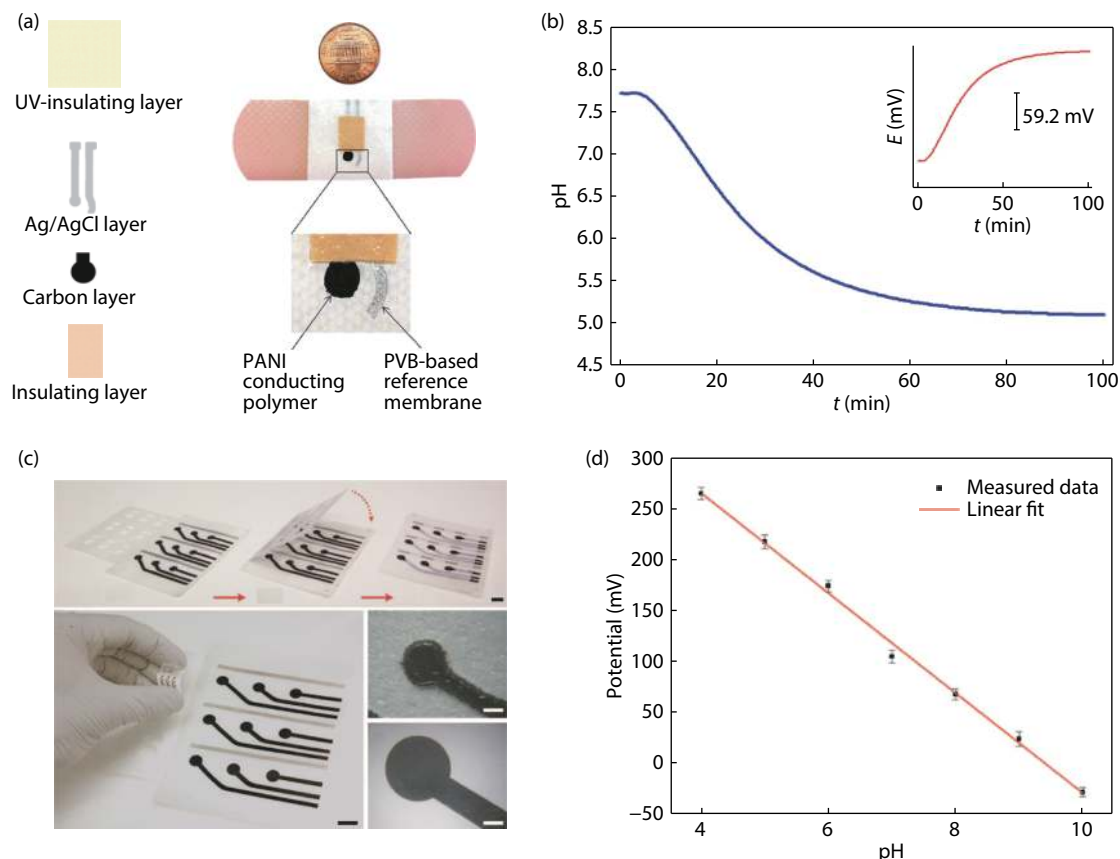 (a)
UV-insulating layer
Ag/AgCl layer
Carbon layer
Insulating layer
PANI
conducting
polymer
PVB-based
reference
membrane
(b)
8.5
8.0
7.5
7.0
6.5
6.0
5.5
5.0
4.5
pH
0
20
40
60
80
100
t (min)
E (mV)
59.2 mV
0
50
100
t (min)
(c)
(d)
300
250
200
150
100
50
0
−50
Potential (mV)
Measured data
Linear fit
4
6
8
10
pH